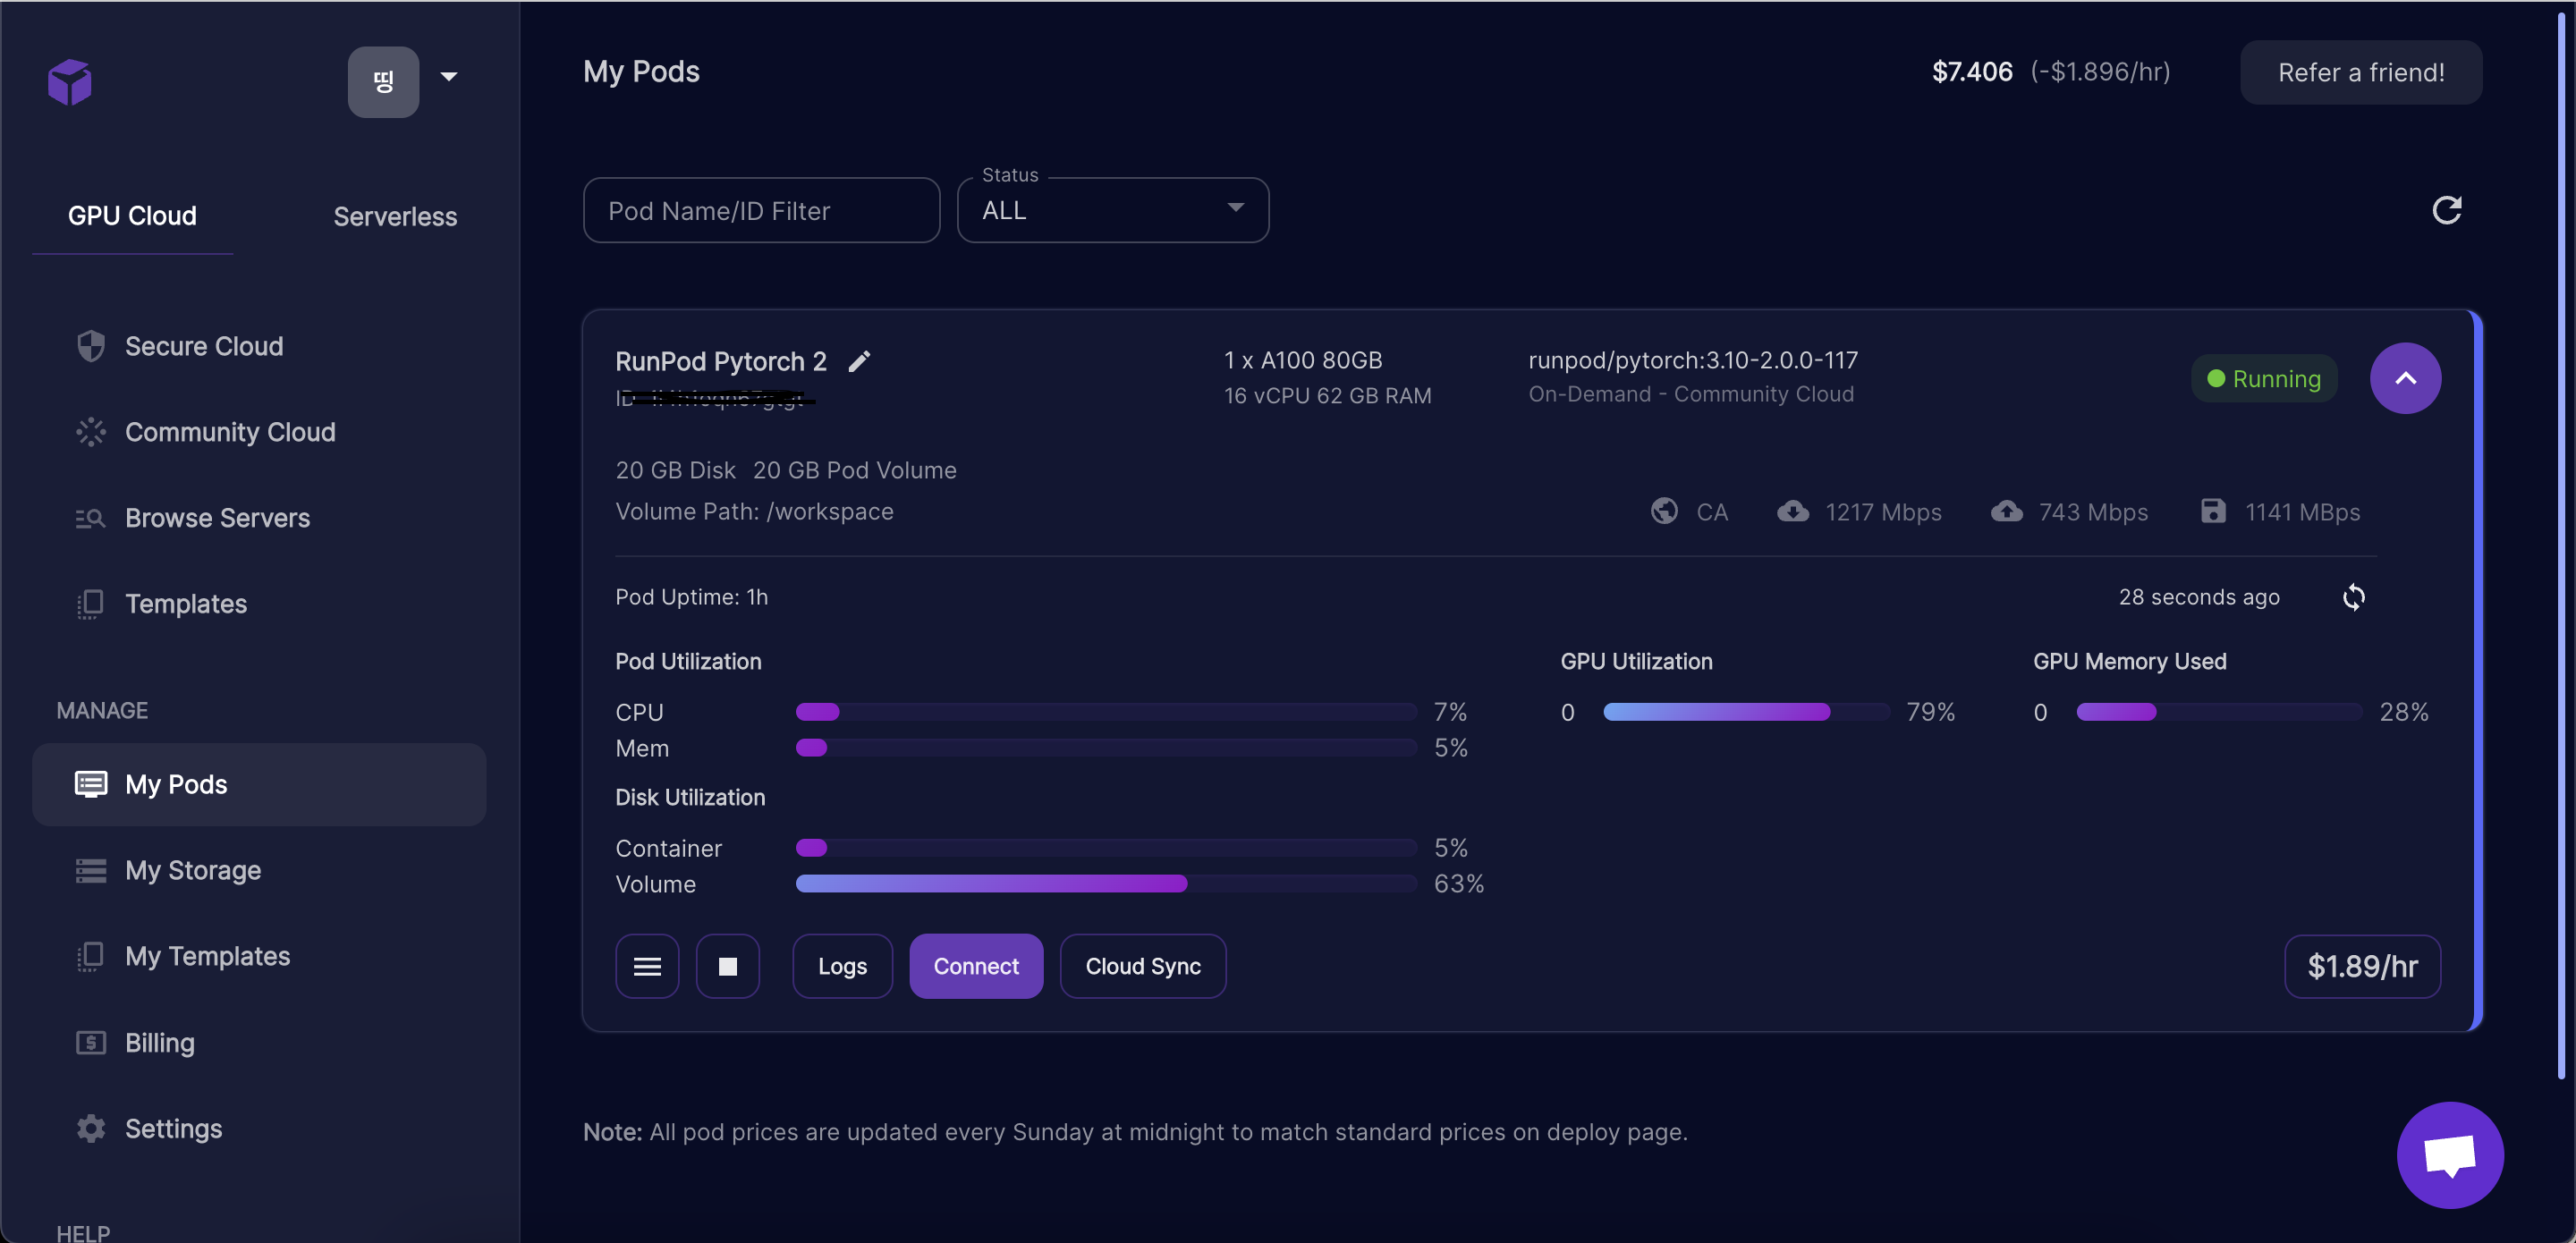 띵
GPU Cloud
Serverless
Secure Cloud
Community Cloud
Browse Servers
Templates
MANAGE
My Pods
My Storage
My Templates
Billing
Settings
HELP
My Pods
$7.406 (-$1.896/hr)
Refer a friend!
Pod Name/ID Filter
Status
ALL
RunPod Pytorch 2
1 x A100 80GB
16 vCPU 62 GB RAM
runpod/pytorch:3.10-2.0.0-117
On-Demand - Community Cloud
Running
20 GB Disk 20 GB Pod Volume
Volume Path: /workspace
CA 1217 Mbps 743 Mbps 1141 MBps
Pod Uptime: 1h
28 seconds ago
Pod Utilization
CPU 7%
Mem 5%
Disk Utilization
Container 5%
Volume 63%
GPU Utilization
0 79%
GPU Memory Used
0 28%
Logs
Connect
Cloud Sync
$1.89/hr
Note: All pod prices are updated every Sunday at midnight to match standard prices on deploy page.